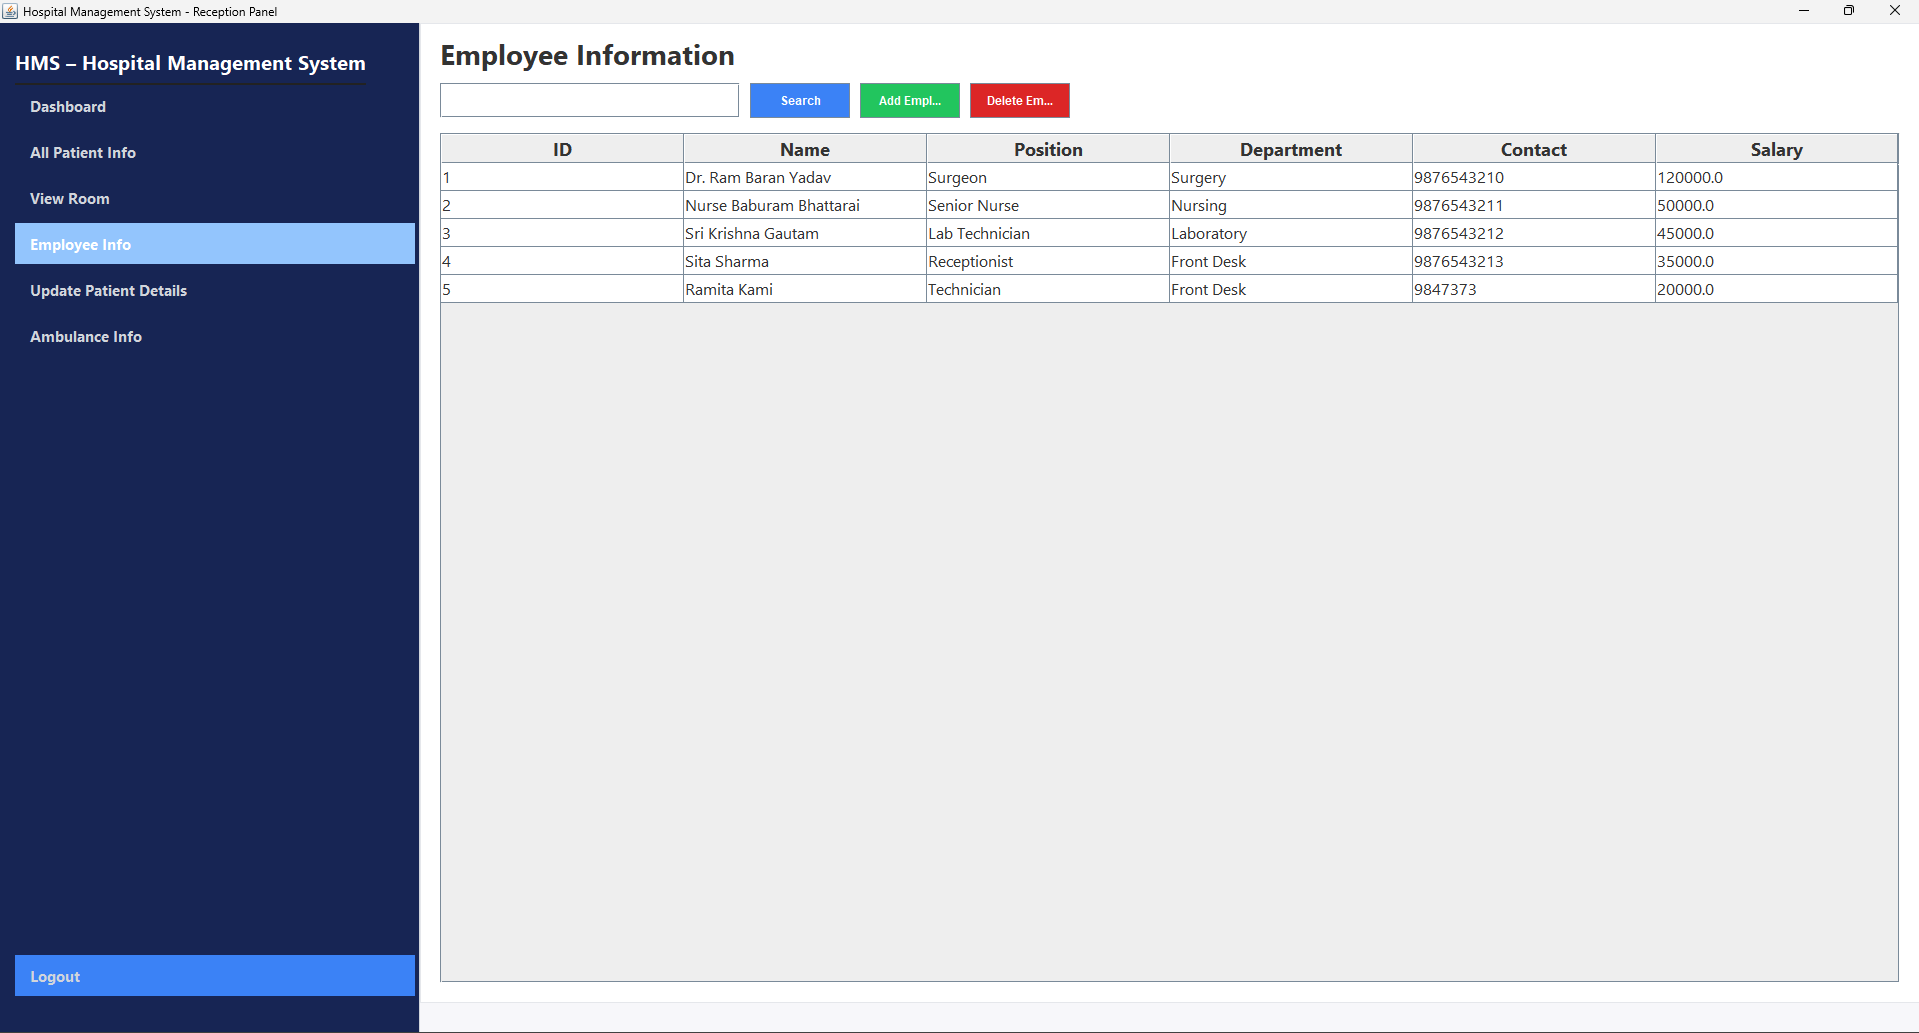 Hospital Management System - Reception Panel
HMS – Hospital Management System
Dashboard
All Patient Info
View Room
Employee Info
Update Patient Details
Ambulance Info
Logout
Employee Information
Search Add Empl... Delete Em...
ID Name Position Department Contact Salary
1 Dr. Ram Baran Yadav Surgeon Surgery 9876543210 120000.0
2 Nurse Baburam Bhattarai Senior Nurse Nursing 9876543211 50000.0
3 Sri Krishna Gautam Lab Technician Laboratory 9876543212 45000.0
4 Sita Sharma Receptionist Front Desk 9876543213 35000.0
5 Ramita Kami Technician Front Desk 9847373 20000.0